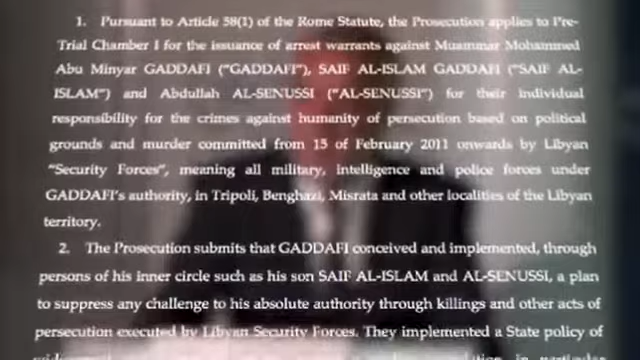 1. Pursuant to Article 58(1) of the Rome Statute, the Prosecution applies to Pre-
Trial Chamber I for the issuance of arrest warrants against Muammar Mohammed
Abu Minyar GADDAFI ("GADDAFI"), SAIF AL-ISLAM GADDAFI ("SAIF AL-
ISLAM") and Abdullah AL-SENUSSI ("AL-SENUSSI") for their individual
responsibility for the crimes against humanity of persecution based on political
grounds and murder committed from 15 of February 2011 onwards by Libyan
"Security Forces", meaning all military, intelligence and police forces under
GADDAFI's authority, in Tripoli, Benghazi, Misrata and other localities of the Libyan
territory.
2. The Prosecution submits that GADDAFI conceived and implemented, through
persons of his inner circle such as his son SAIF AL-ISLAM and AL-SENUSSI, a plan
to suppress any challenge to his absolute authority through killings and other acts of
persecution executed by Libyan Security Forces. They implemented a State policy of